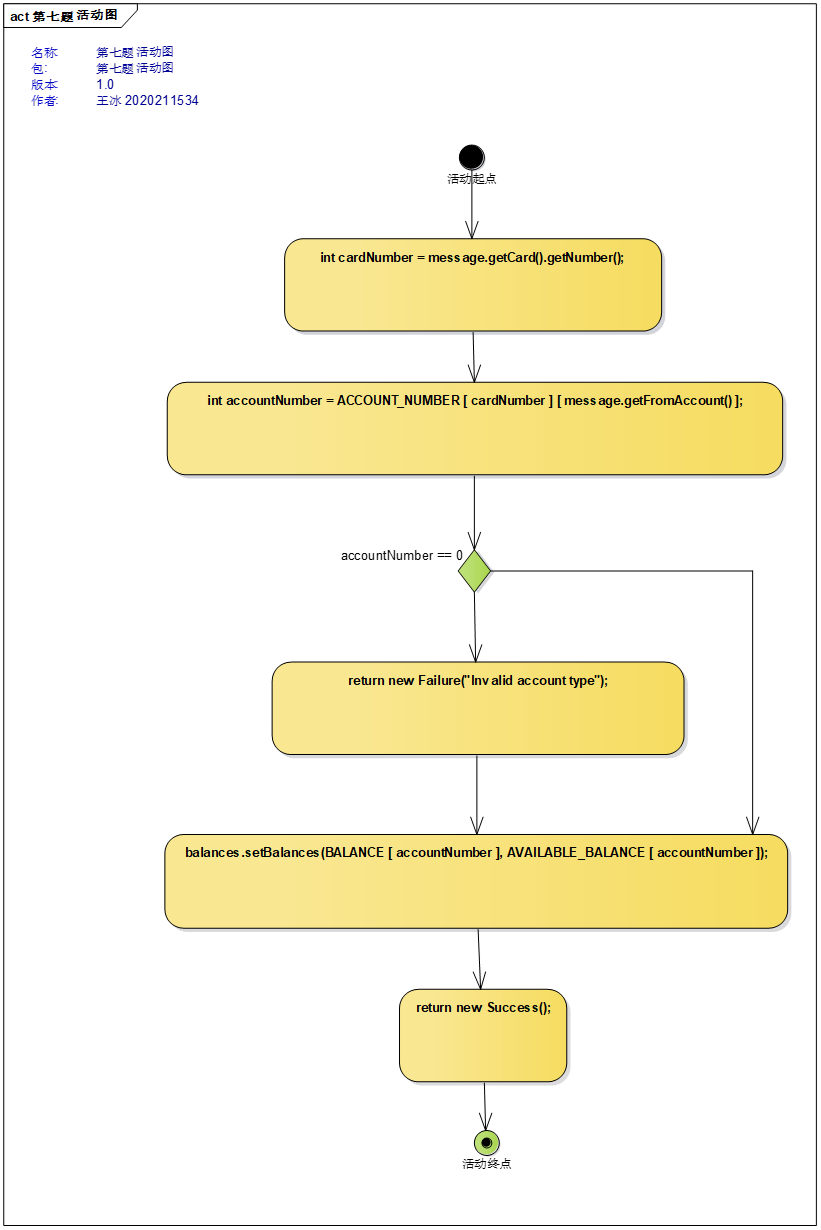 act 第七题 活动图
名称: 第七题 活动图
包: 第七题 活动图
版本: 1.0
作者: 王冰 2020211534
活动起点
int cardNumber = message.getCard().getNumber();
int accountNumber = ACCOUNT_NUMBER [ cardNumber ] [ message.getFromAccount() ];
accountNumber == 0
return new Failure("Invalid account type");
balances.setBalances(BALANCE [ accountNumber ], AVAILABLE_BALANCE [ accountNumber ]);
return new Success();
活动终点